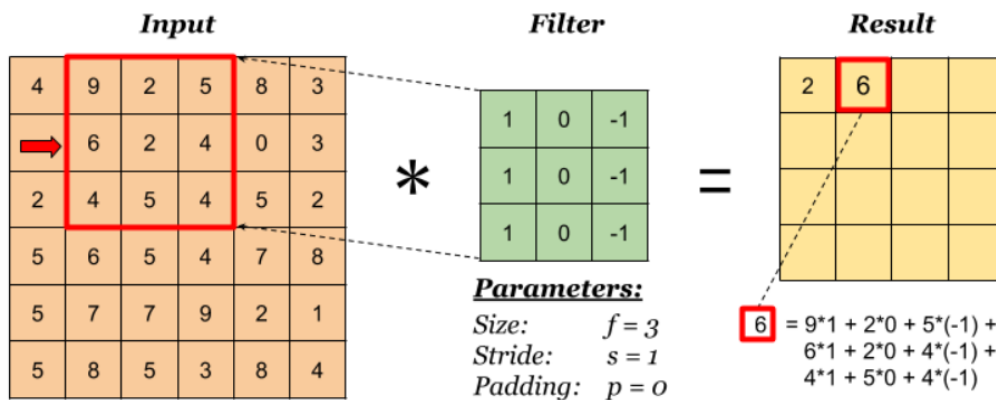 Input Filter Result
4 9 2 5 8 3
6 2 4 0 3
2 4 5 4 5 2
5 6 5 4 7 8
5 7 7 9 2 1
5 8 5 3 8 4
*
1 0 -1
1 0 -1
1 0 -1
=
2 6
Parameters:
Size: f = 3
Stride: s = 1
Padding: p = 0
6 = 9*1 + 2*0 + 5*(-1) +
6*1 + 2*0 + 4*(-1) +
4*1 + 5*0 + 4*(-1)